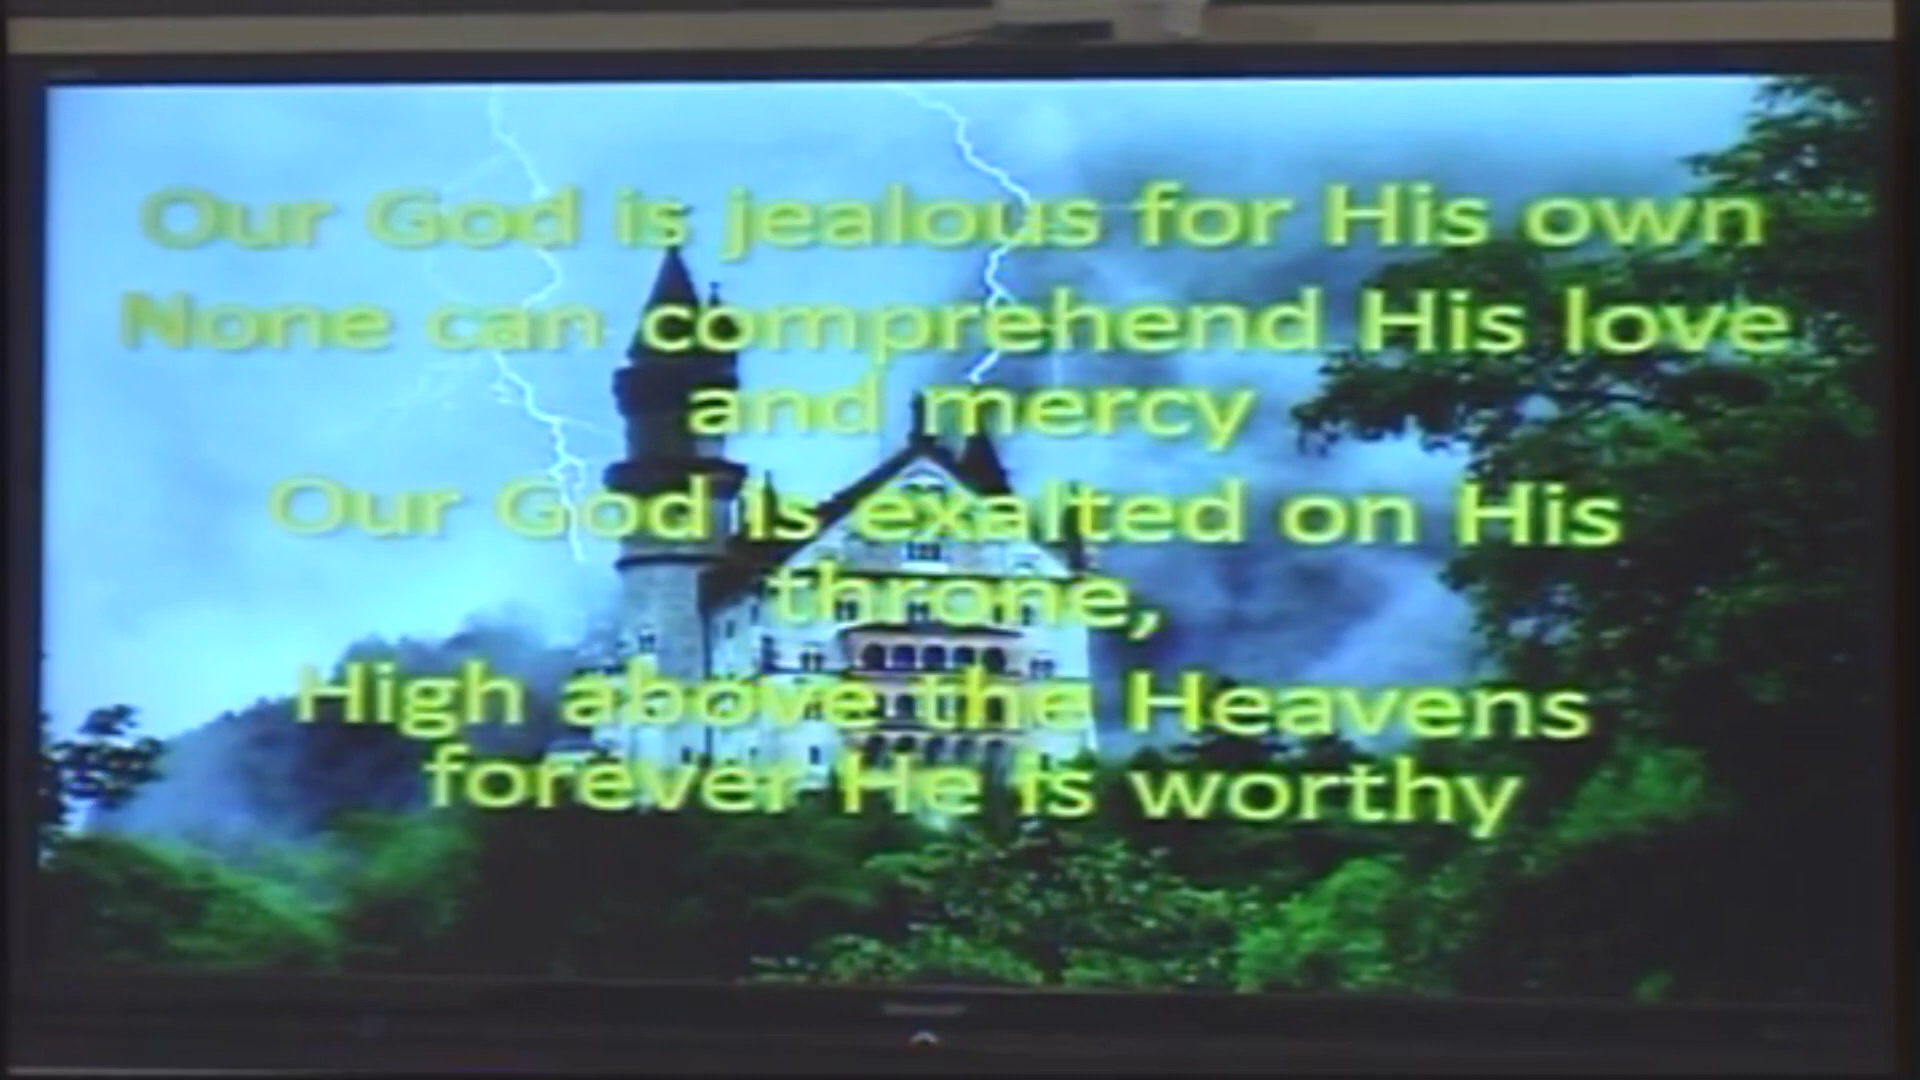 Our God is jealous for His own
None can comprehend His love
and mercy
Our God is exalted on His
throne,
High above the Heavens
forever He is worthy